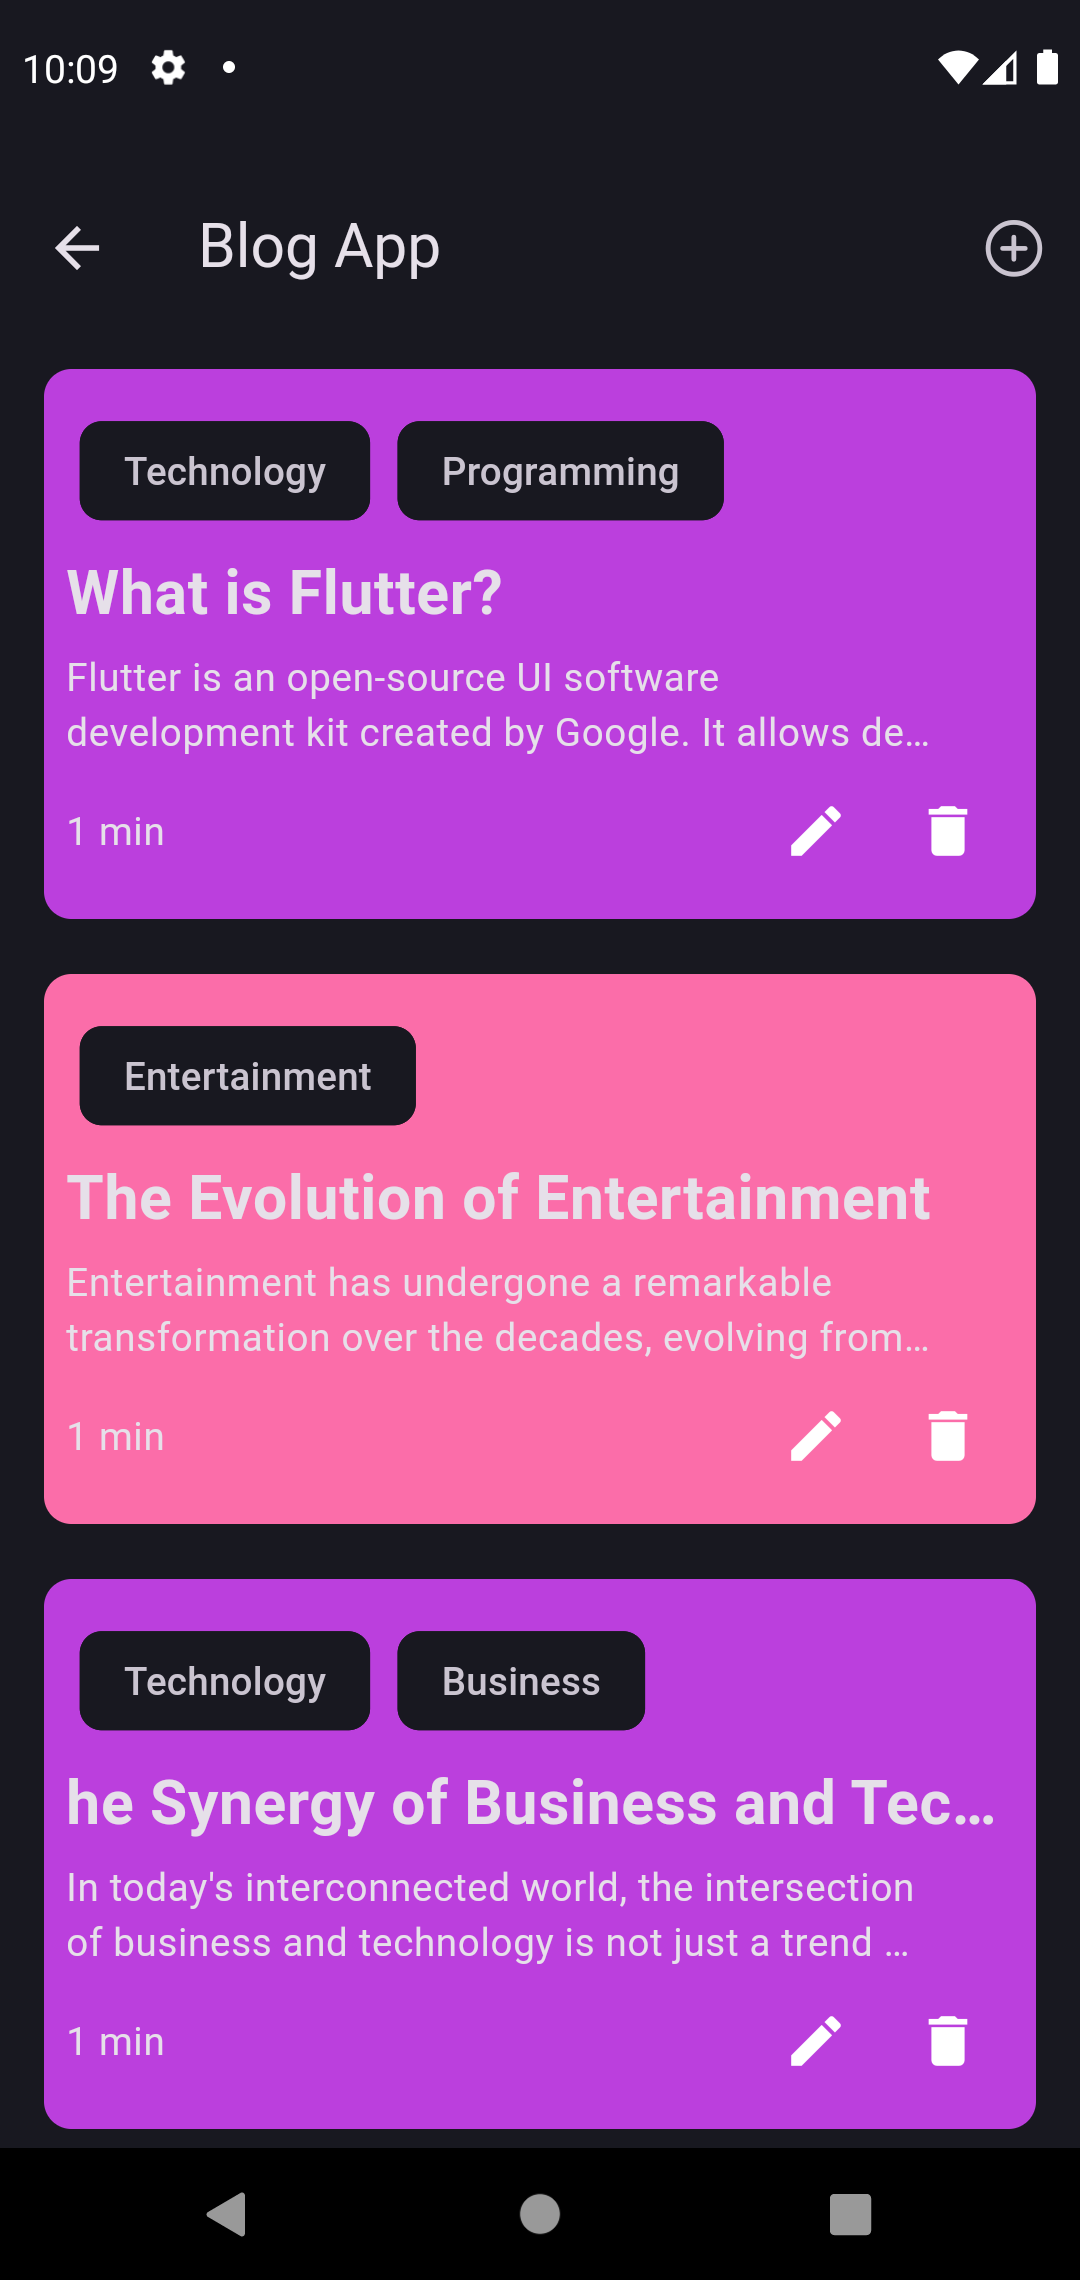 10:09
Blog App
Technology Programming
What is Flutter?
Flutter is an open-source UI software
development kit created by Google. It allows de…
1 min
Entertainment
The Evolution of Entertainment
Entertainment has undergone a remarkable
transformation over the decades, evolving from…
1 min
Technology Business
he Synergy of Business and Tec…
In today's interconnected world, the intersection
of business and technology is not just a trend …
1 min